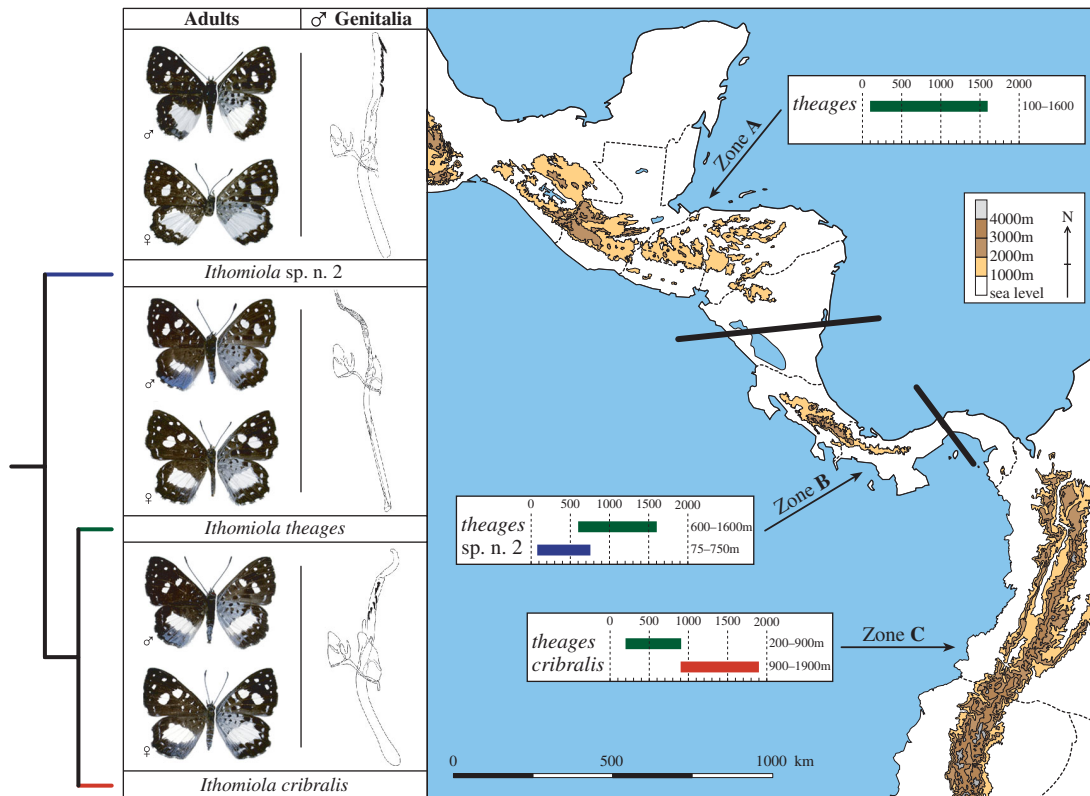 Adults ♂ Genitalia
♂
♀
Ithomiola sp. n. 2
♂
♀
Ithomiola theages
♂
♀
Ithomiola cribralis
0 500 1000 1500 2000
theages 100–1600
Zone A
N
4000m
3000m
2000m
1000m
sea level
Zone B
0 500 1000 1500 2000
theages 600–1600m
sp. n. 2 75–750m
0 500 1000 1500 2000
theages 200–900m
cribralis 900–1900m
Zone C
0 500 1000 km